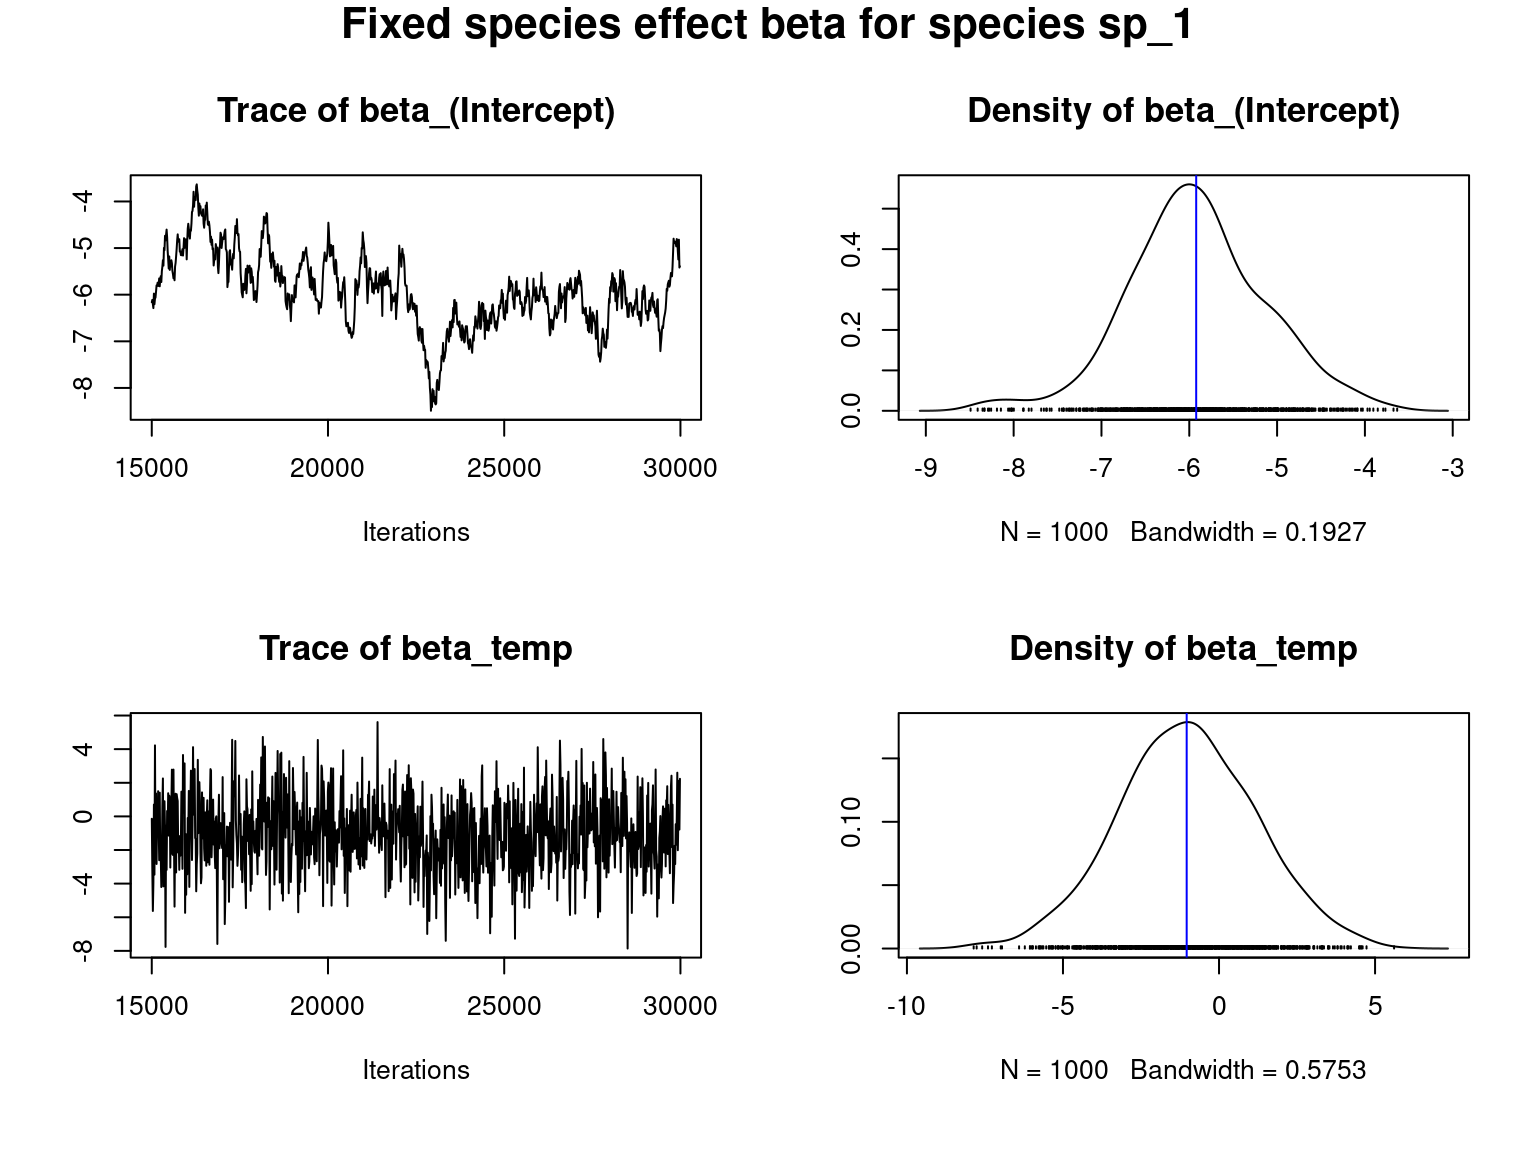 Fixed species effect beta for species sp_1
Trace of beta_(Intercept)
-4
-5
-6
-7
-8
15000 20000 25000 30000
Iterations
Density of beta_(Intercept)
0.4
0.2
0.0
-9 -8 -7 -6 -5 -4 -3
N = 1000 Bandwidth = 0.1927
Trace of beta_temp
4
0
-4
-8
15000 20000 25000 30000
Iterations
Density of beta_temp
0.10
0.00
-10 -5 0 5
N = 1000 Bandwidth = 0.5753